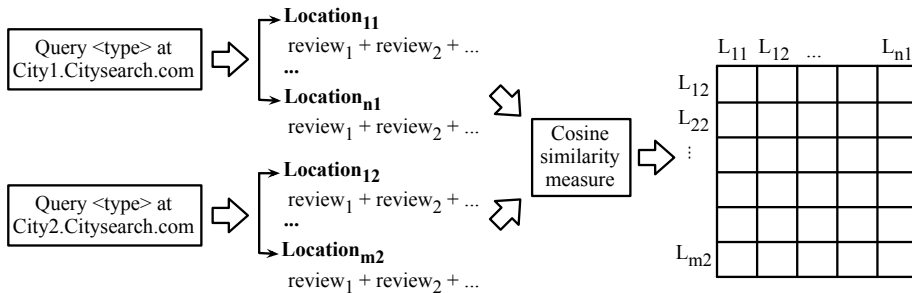 Query <type> at
City1.Citysearch.com
Location11
review1 + review2 + ...
...
Locationn1
review1 + review2 + ...
Query <type> at
City2.Citysearch.com
Location12
review1 + review2 + ...
...
Locationm2
review1 + review2 + ...
Cosine
similarity
measure
L11 L12 ... Ln1
L12
L22
...
Lm2